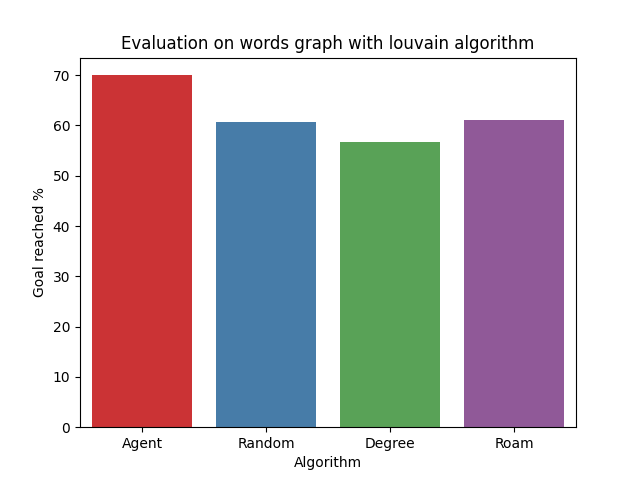 Evaluation on words graph with louvain algorithm
Goal reached %
70
60
50
40
30
20
10
0
Agent Random Degree Roam
Algorithm